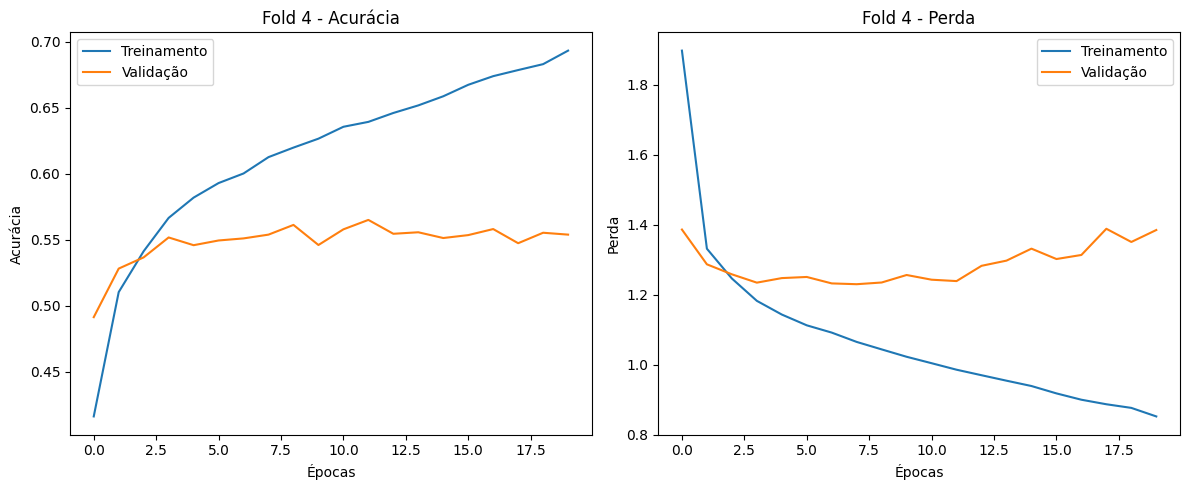 Fold 4 - Acurácia
Treinamento
Validação
Acurácia
0.70
0.65
0.60
0.55
0.50
0.45
0.0 2.5 5.0 7.5 10.0 12.5 15.0 17.5
Épocas
Fold 4 - Perda
Treinamento
Validação
Perda
1.8
1.6
1.4
1.2
1.0
0.8
0.0 2.5 5.0 7.5 10.0 12.5 15.0 17.5
Épocas